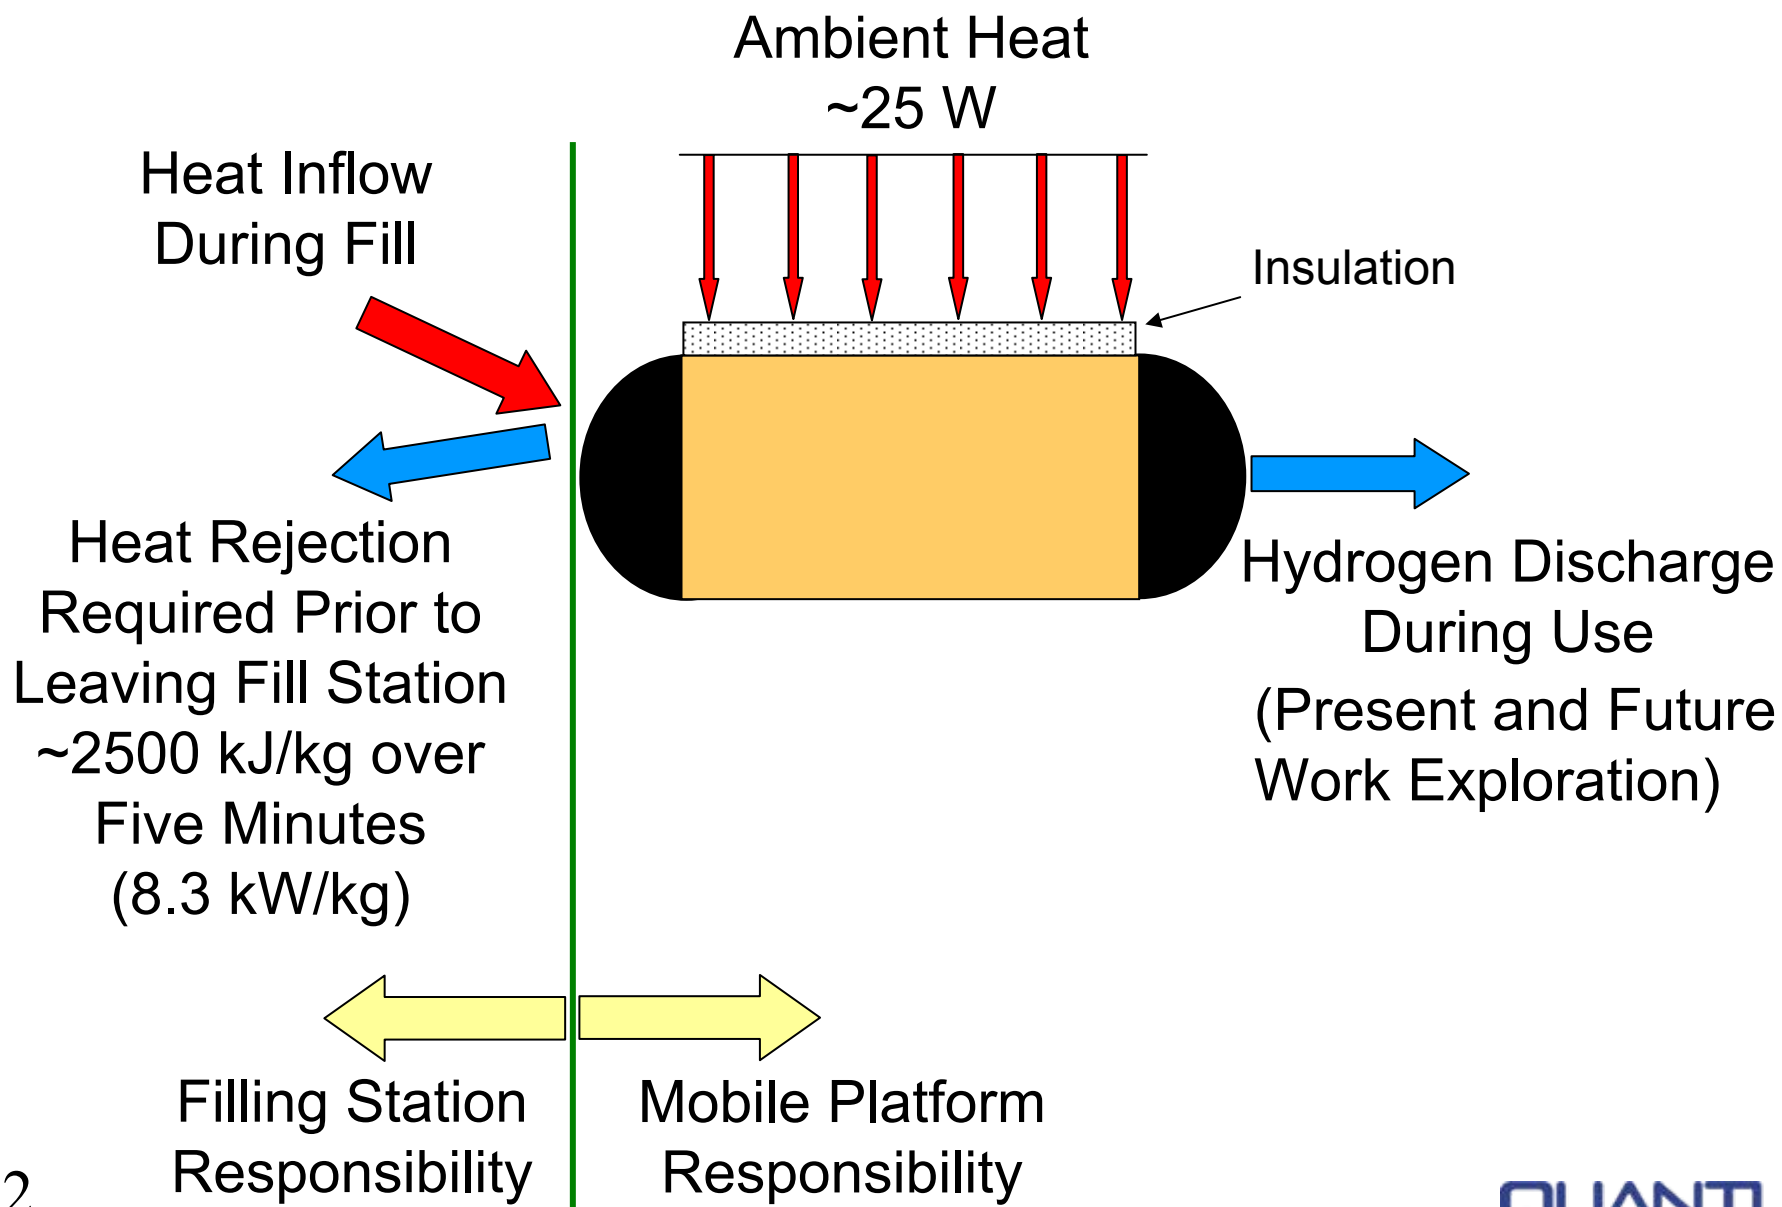 Ambient Heat
~25 W
Heat Inflow
During Fill
Insulation
Heat Rejection
Required Prior to
Leaving Fill Station
~2500 kJ/kg over
Five Minutes
(8.3 kW/kg)
Hydrogen Discharge
During Use
(Present and Future
Work Exploration)
Filling Station
Responsibility
Mobile Platform
Responsibility
2
QUANT